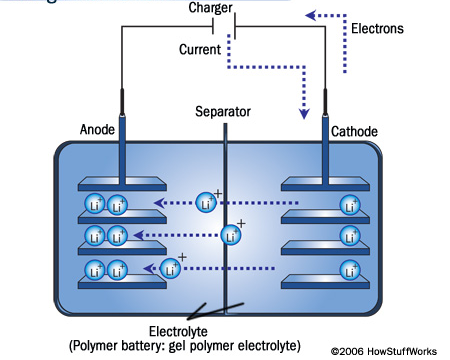 Charger
Electrons
Current
Separator
Anode
Cathode
+
Li+ Li+ Li+ Li+
+
Li+ Li+ Li+ Li+
+
Li+ Li+ Li+ Li+
Electrolyte
(Polymer battery: gel polymer electrolyte)
©2006 HowStuffWorks